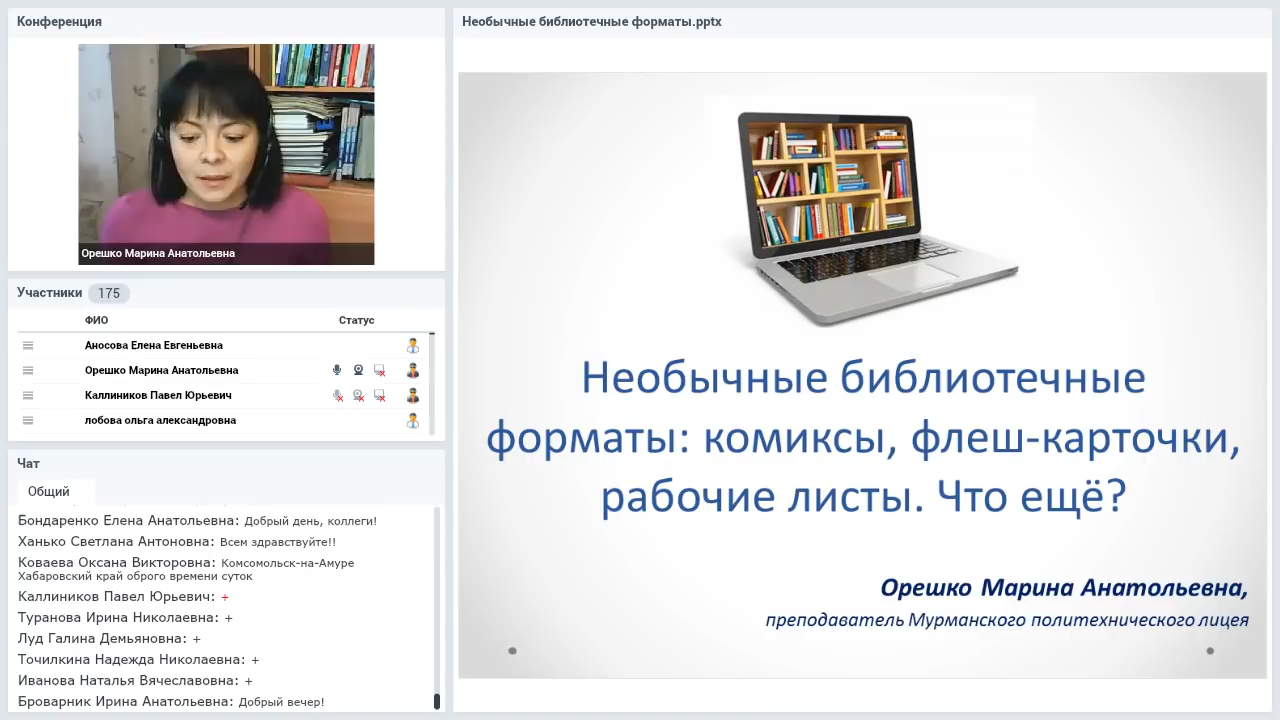 Конференция
Орешко Марина Анатольевна
Участники 175
ФИО Статус
Аносова Елена Евгеньевна
Орешко Марина Анатольевна
Каллиников Павел Юрьевич
лобова ольга александровна
Чат
Общий
Бондаренко Елена Анатольевна: Добрый день, коллеги!
Ханько Светлана Антоновна: Всем здравствуйте!!
Коваева Оксана Викторовна: Комсомольск-на-Амуре
Хабаровский край оброго времени суток
Каллиников Павел Юрьевич: +
Туранова Ирина Николаевна: +
Луд Галина Демьяновна: +
Точилкина Надежда Николаевна: +
Иванова Наталья Вячеславовна: +
Броварник Ирина Анатольевна: Добрый вечер!
Необычные библиотечные форматы.pptx
Необычные библиотечные
форматы: комиксы, флеш-карточки,
рабочие листы. Что ещё?
Орешко Марина Анатольевна,
преподаватель Мурманского политехнического лицея